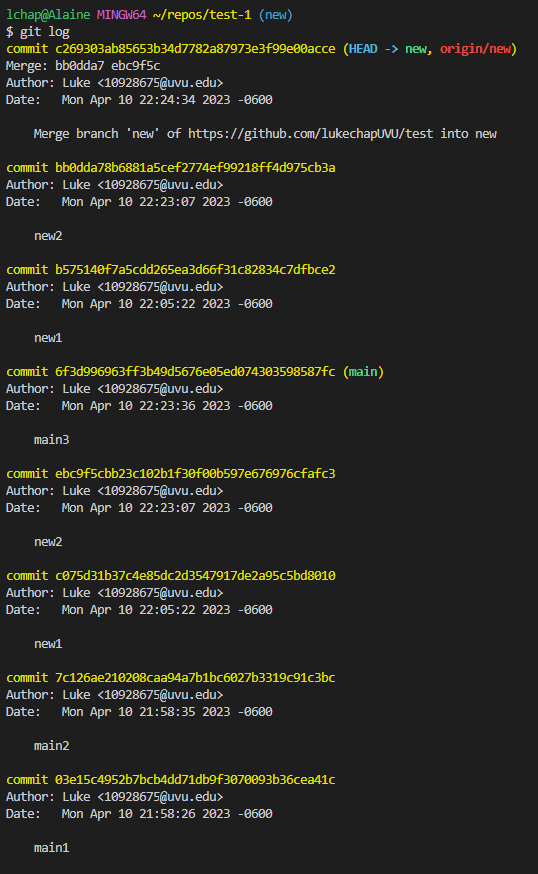 lchap@Alaine MINGW64 ~/repos/test-1 (new)
$ git log
commit c269303ab85653b34d7782a87973e3f99e00acce (HEAD -> new, origin/new)
Merge: bb0dda7 ebc9f5c
Author: Luke <10928675@uvu.edu>
Date:   Mon Apr 10 22:24:34 2023 -0600

    Merge branch 'new' of https://github.com/lukechapUVU/test into new

commit bb0dda78b6881a5cef2774ef99218ff4d975cb3a
Author: Luke <10928675@uvu.edu>
Date:   Mon Apr 10 22:23:07 2023 -0600

    new2

commit b575140f7a5cdd265ea3d66f31c82834c7dfbce2
Author: Luke <10928675@uvu.edu>
Date:   Mon Apr 10 22:05:22 2023 -0600

    new1

commit 6f3d996963ff3b49d5676e05ed074303598587fc (main)
Author: Luke <10928675@uvu.edu>
Date:   Mon Apr 10 22:23:36 2023 -0600

    main3

commit ebc9f5cbb23c102b1f30f00b597e676976cfafc3
Author: Luke <10928675@uvu.edu>
Date:   Mon Apr 10 22:23:07 2023 -0600

    new2

commit c075d31b37c4e85dc2d3547917de2a95c5bd8010
Author: Luke <10928675@uvu.edu>
Date:   Mon Apr 10 22:05:22 2023 -0600

    new1

commit 7c126ae210208caa94a7b1bc6027b3319c91c3bc
Author: Luke <10928675@uvu.edu>
Date:   Mon Apr 10 21:58:35 2023 -0600

    main2

commit 03e15c4952b7bcb4dd71db9f3070093b36cea41c
Author: Luke <10928675@uvu.edu>
Date:   Mon Apr 10 21:58:26 2023 -0600

    main1